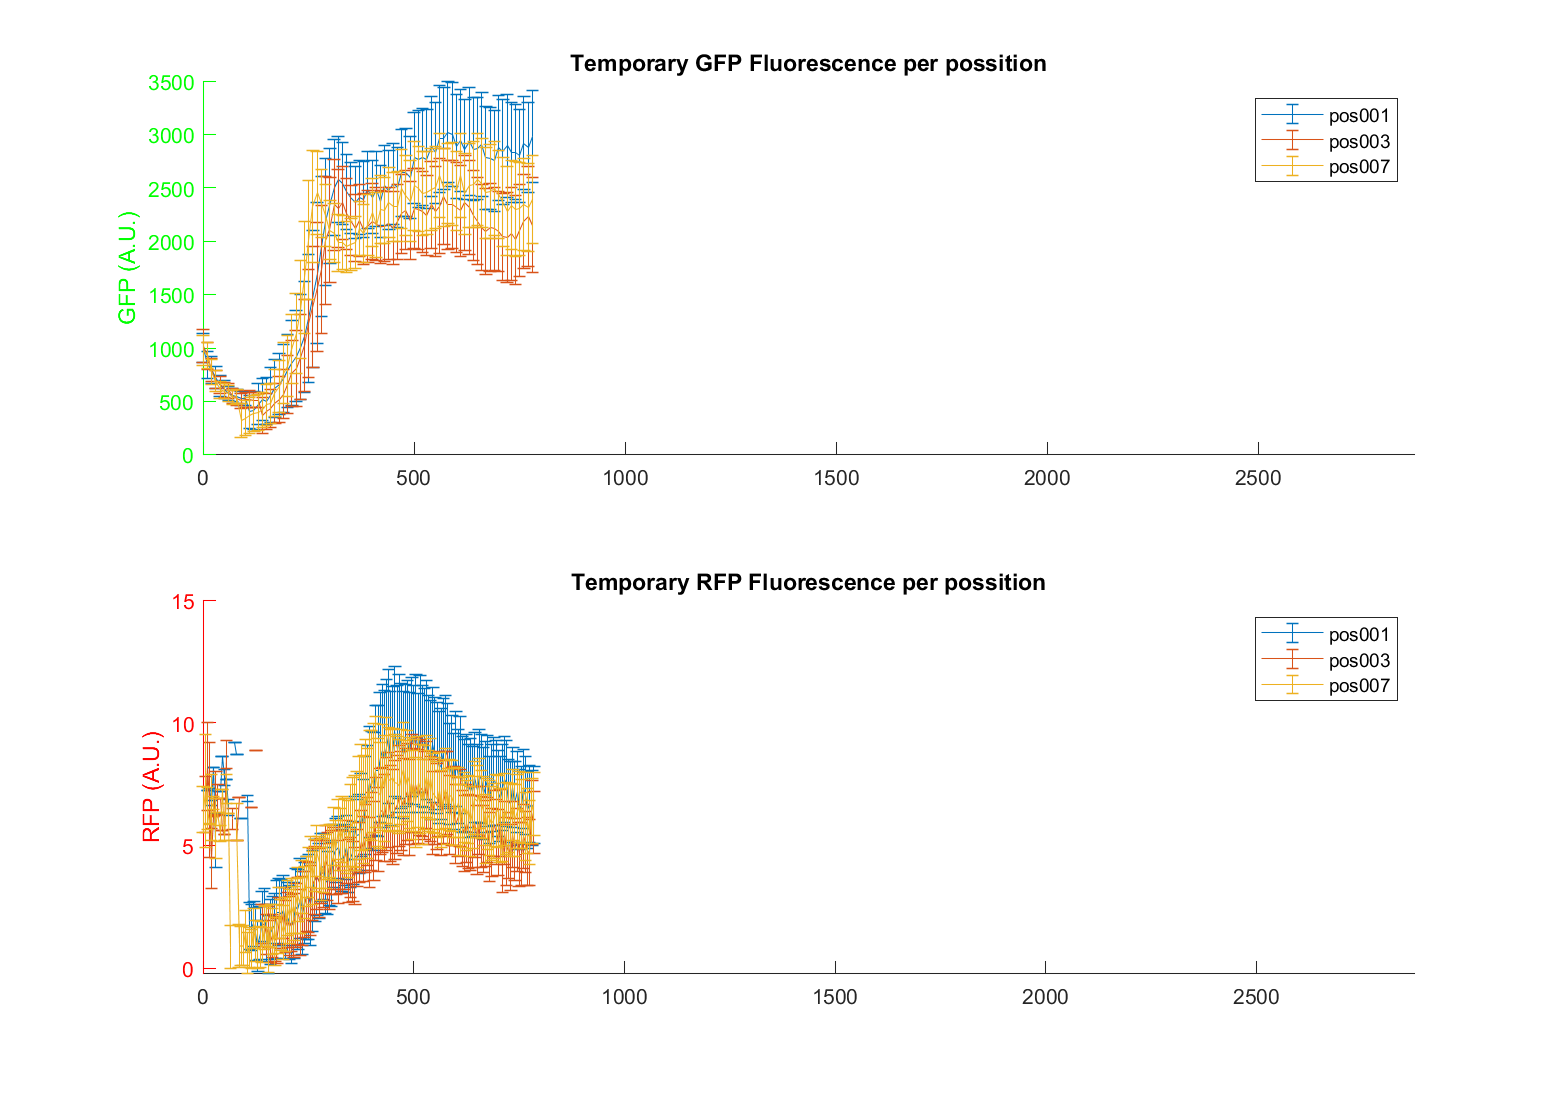 Temporary GFP Fluorescence per possition
3500
3000
2500
2000
1500
1000
500
0
GFP (A.U.)
0 500 1000 1500 2000 2500
pos001
pos003
pos007
Temporary RFP Fluorescence per possition
15
10
5
0
RFP (A.U.)
0 500 1000 1500 2000 2500
pos001
pos003
pos007